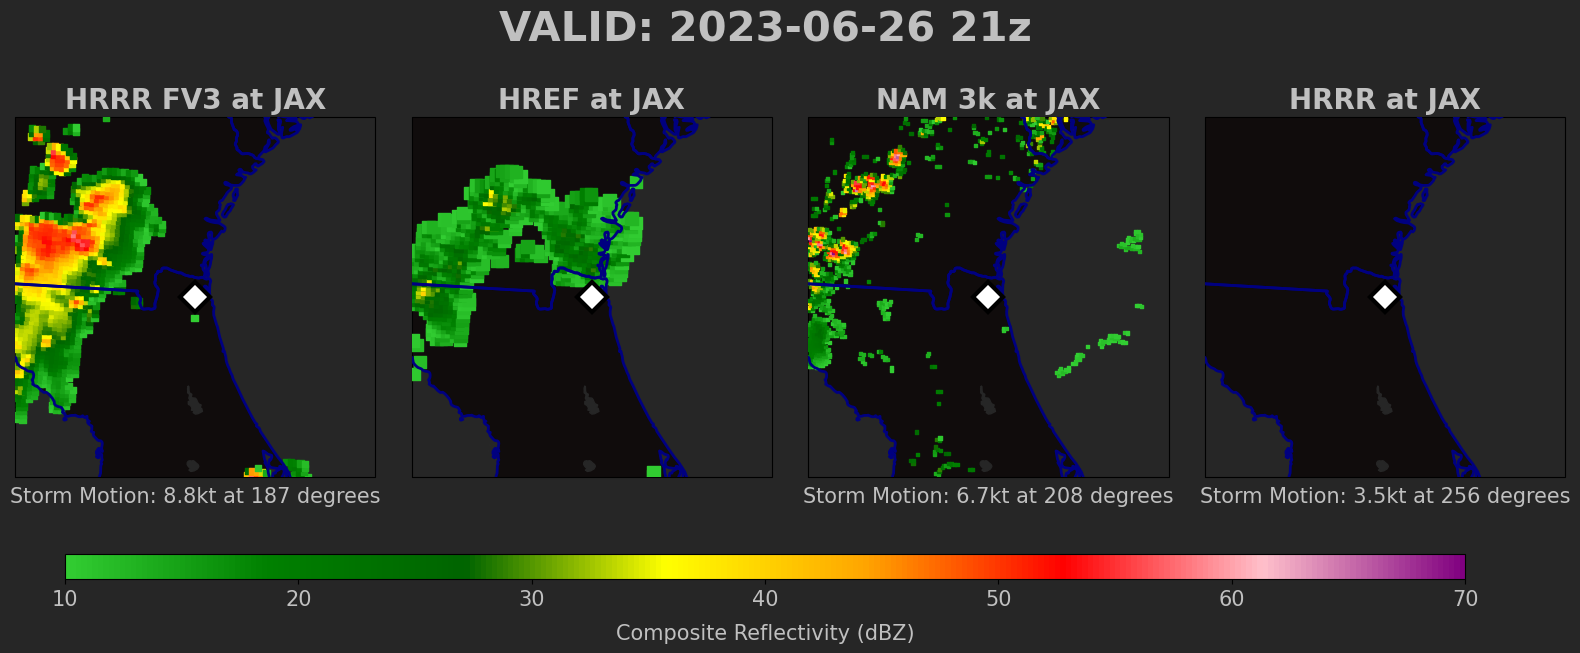 VALID: 2023-06-26 21z
HRRR FV3 at JAX
HREF at JAX
NAM 3k at JAX
HRRR at JAX
Storm Motion: 8.8kt at 187 degrees
Storm Motion: 6.7kt at 208 degrees
Storm Motion: 3.5kt at 256 degrees
10 20 30 40 50 60 70
Composite Reflectivity (dBZ)